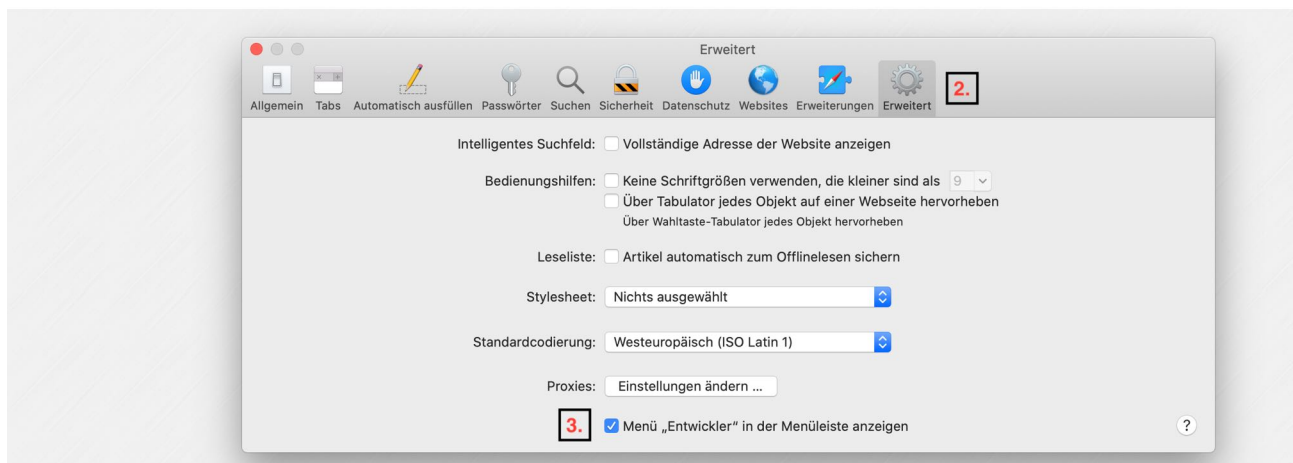 Erweitert
Allgemein Tabs Automatisch ausfüllen Passwörter Suchen Sicherheit Datenschutz Websites Erweiterungen Erweitert 2.
Intelligentes Suchfeld: Vollständige Adresse der Website anzeigen
Bedienungshilfen: Keine Schriftgrößen verwenden, die kleiner sind als 9
Über Tabulator jedes Objekt auf einer Webseite hervorheben
Über Wahltaste-Tabulator jedes Objekt hervorheben
Leseliste: Artikel automatisch zum Offlinelesen sichern
Stylesheet: Nichts ausgewählt
Standardcodierung: Westeuropäisch (ISO Latin 1)
Proxies: Einstellungen ändern ...
3. Menü „Entwickler“ in der Menüleiste anzeigen ?